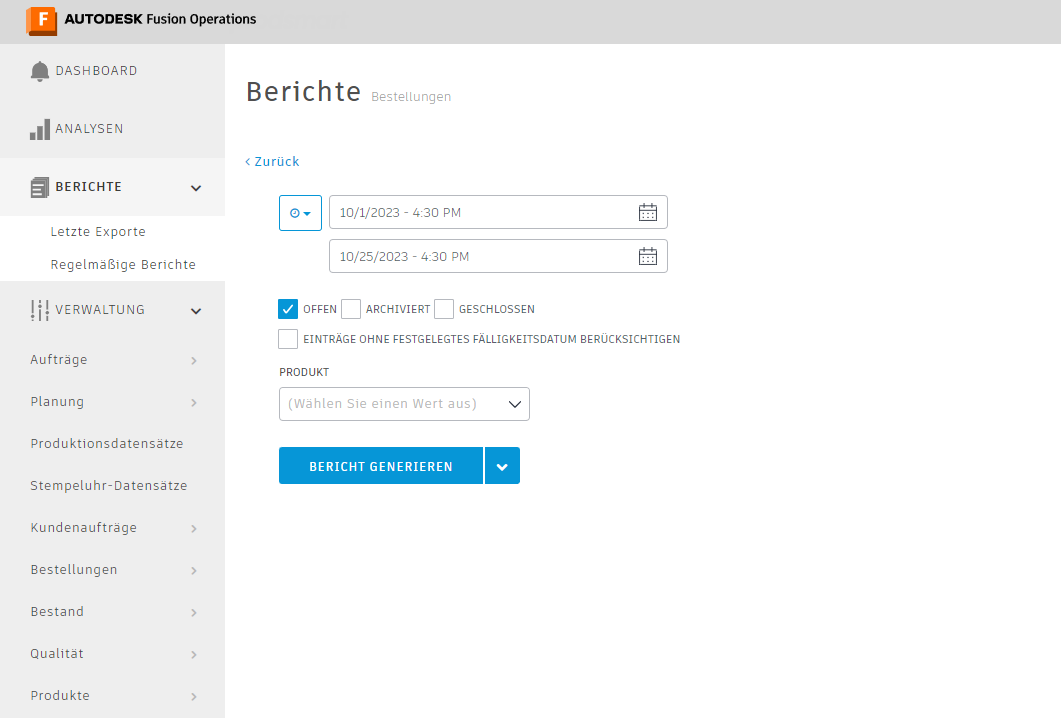 F AUTODESK Fusion Operations
DASHBOARD
ANALYSEN
BERICHTE
Letzte Exporte
Regelmäßige Berichte
VERWALTUNG
Aufträge
Planung
Produktionsdatensätze
Stempeluhr-Datensätze
Kundenaufträge
Bestellungen
Bestand
Qualität
Produkte
Berichte Bestellungen
‹ Zurück
10/1/2023 - 4:30 PM
10/25/2023 - 4:30 PM
OFFEN ARCHIVIERT GESCHLOSSEN
EINTRÄGE OHNE FESTGELEGTES FÄLLIGKEITSDATUM BERÜCKSICHTIGEN
PRODUKT
(Wählen Sie einen Wert aus)
BERICHT GENERIEREN